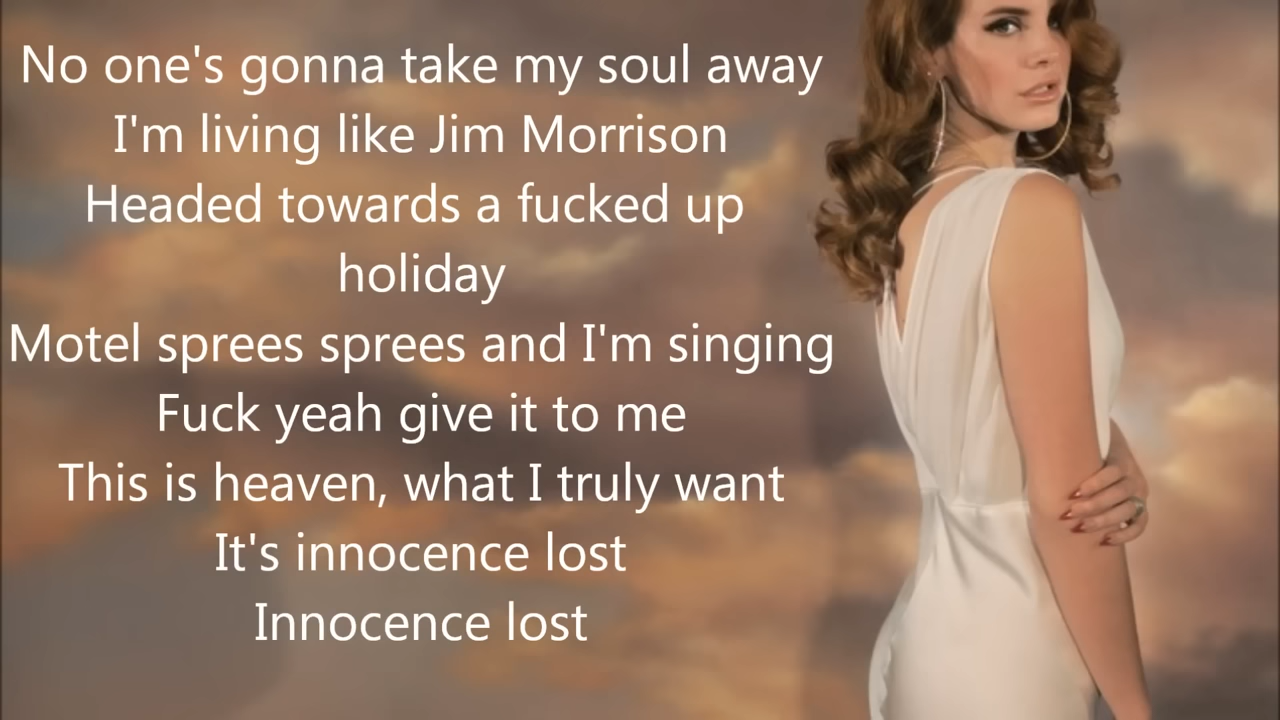 No one's gonna take my soul away
I'm living like Jim Morrison
Headed towards a fucked up
holiday
Motel sprees sprees and I'm singing
Fuck yeah give it to me
This is heaven, what I truly want
It's innocence lost
Innocence lost